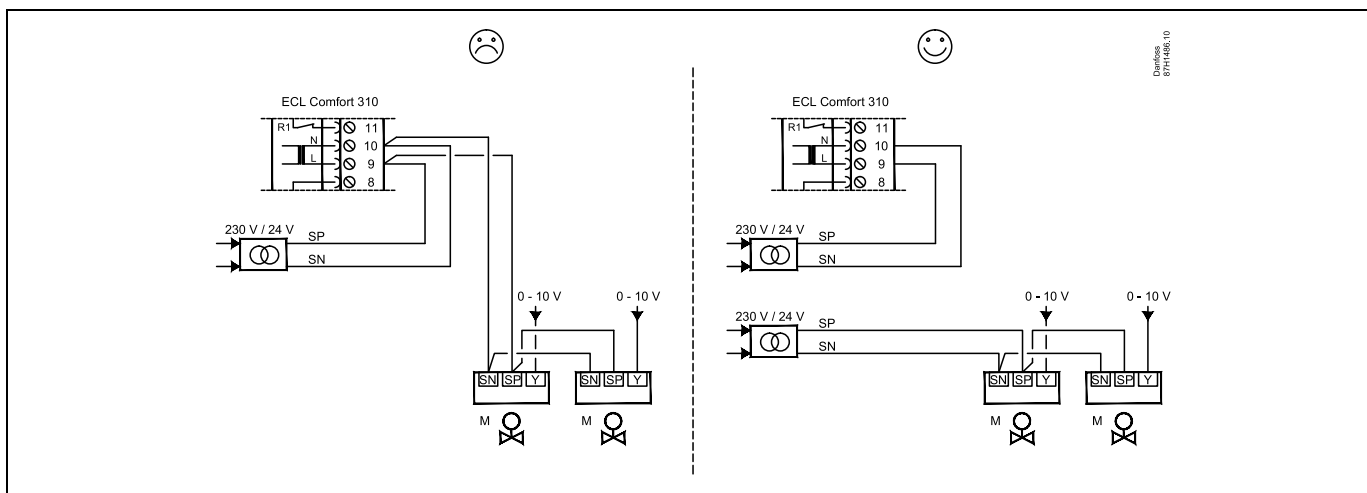 Danfoss
87H1486.10
ECL Comfort 310
R1
11
N
10
L
9
8
230 V / 24 V
SP
SN
0 - 10 V
0 - 10 V
SN SP Y
SN SP Y
M
M
ECL Comfort 310
R1
11
N
10
L
9
8
230 V / 24 V
SP
SN
230 V / 24 V
SP
SN
0 - 10 V
0 - 10 V
SN SP Y
SN SP Y
M
M